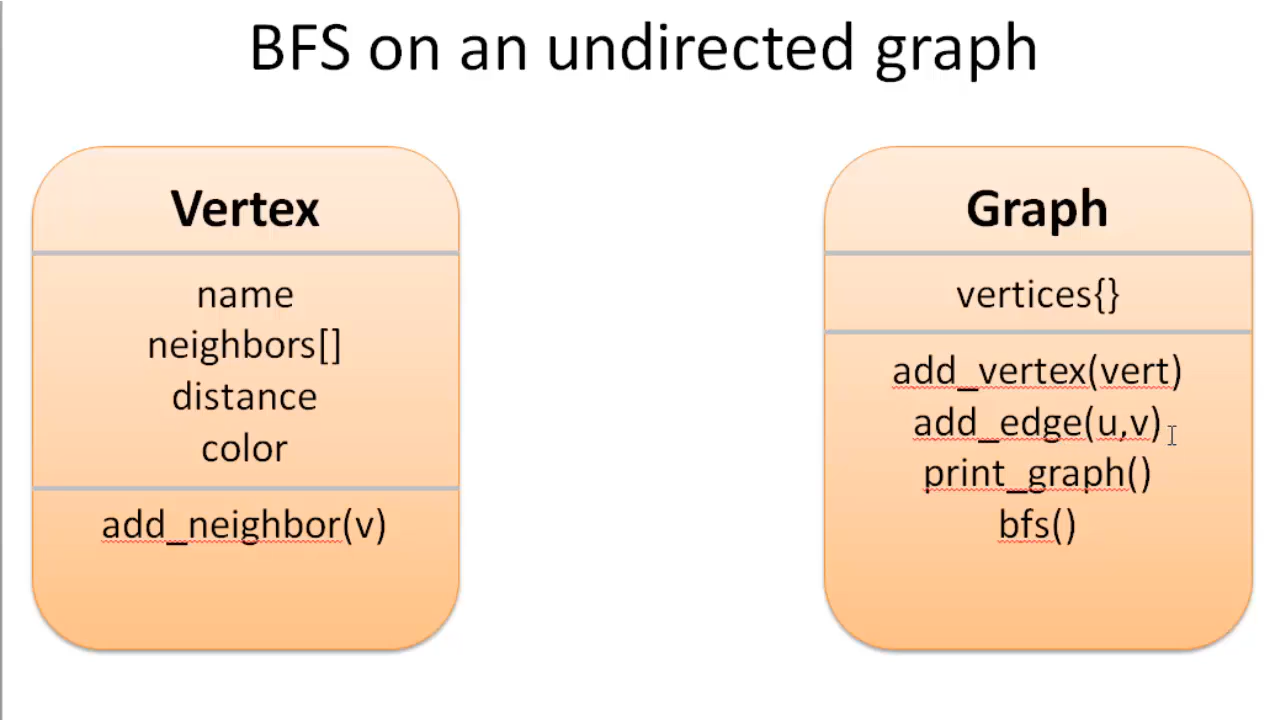 BFS on an undirected graph
Vertex
name
neighbors[]
distance
color
add_neighbor(v)
Graph
vertices{}
add_vertex(vert)
add_edge(u,v)
print_graph()
bfs()